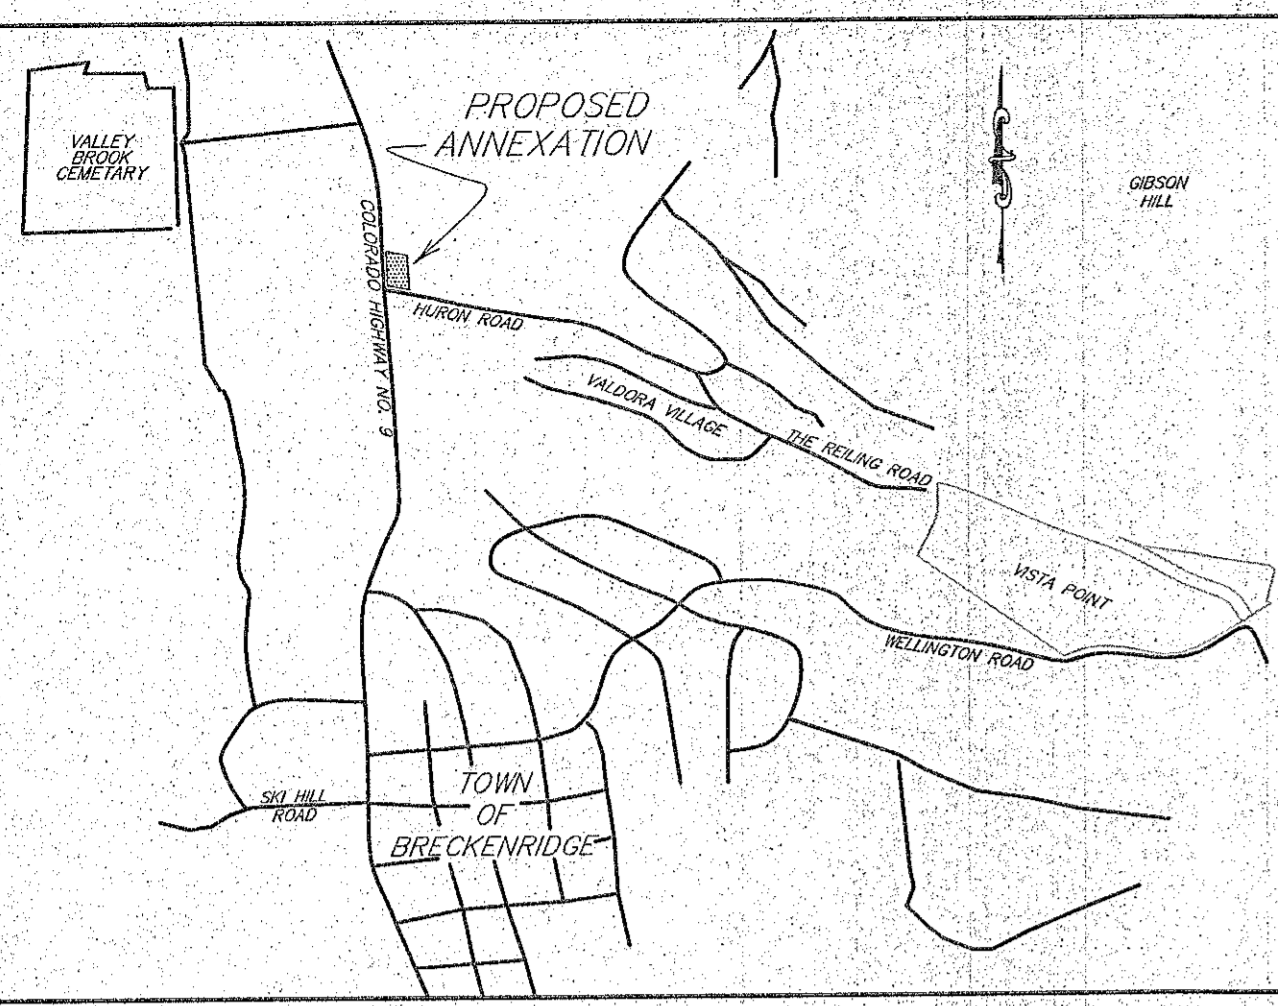 PROPOSED
ANNEXATION
VALLEY
BROOK
CEMETARY
GIBSON
HILL
COLORADO HIGHWAY NO. 9
HURON ROAD
VALDORA VILLAGE
THE REILING ROAD
VISTA POINT
WELLINGTON ROAD
SKI HILL
ROAD
TOWN
OF
BRECKENRIDGE